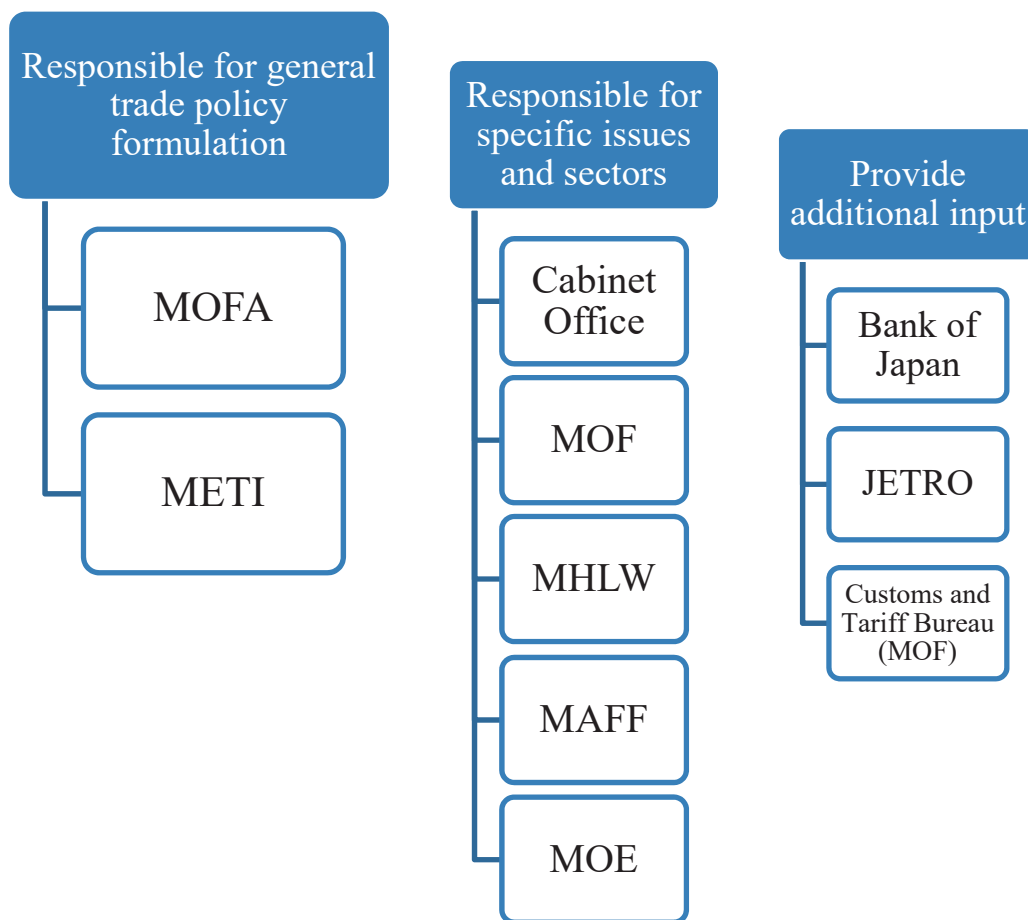 Responsible for general
trade policy
formulation
MOFA
METI
Responsible for
specific issues
and sectors
Cabinet
Office
MOF
MHLW
MAFF
MOE
Provide
additional input
Bank of
Japan
JETRO
Customs and
Tariff Bureau
(MOF)